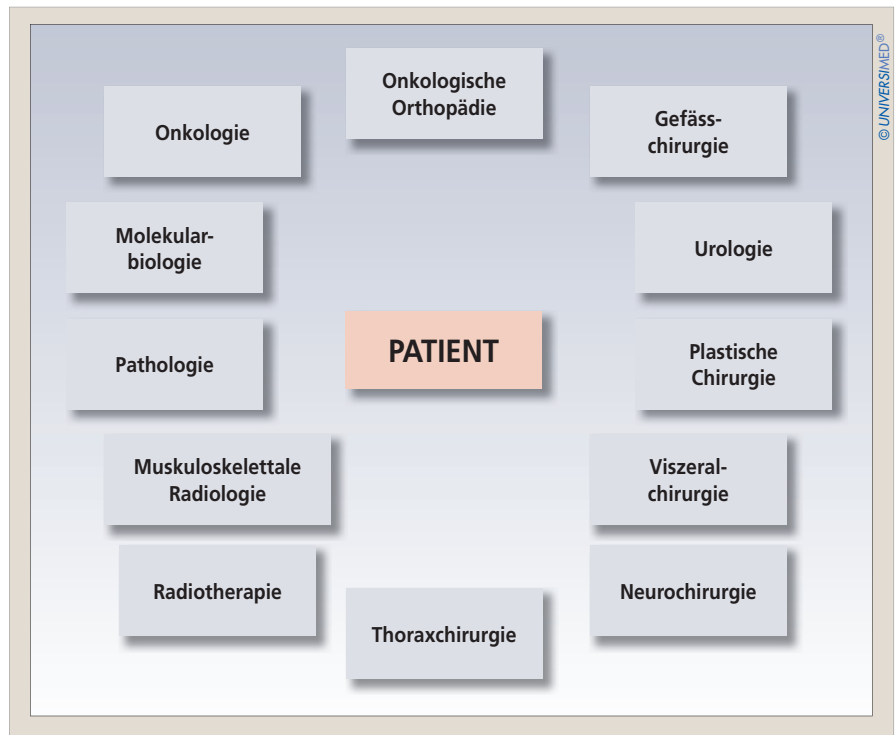 Onkologische
Orthopädie
Onkologie
Gefäss-
chirurgie
Molekular-
biologie
Urologie
PATIENT
Pathologie
Plastische
Chirurgie
Muskuloskelettale
Radiologie
Viszeral-
chirurgie
Radiotherapie
Neurochirurgie
Thoraxchirurgie
© UNIVERSIMED®